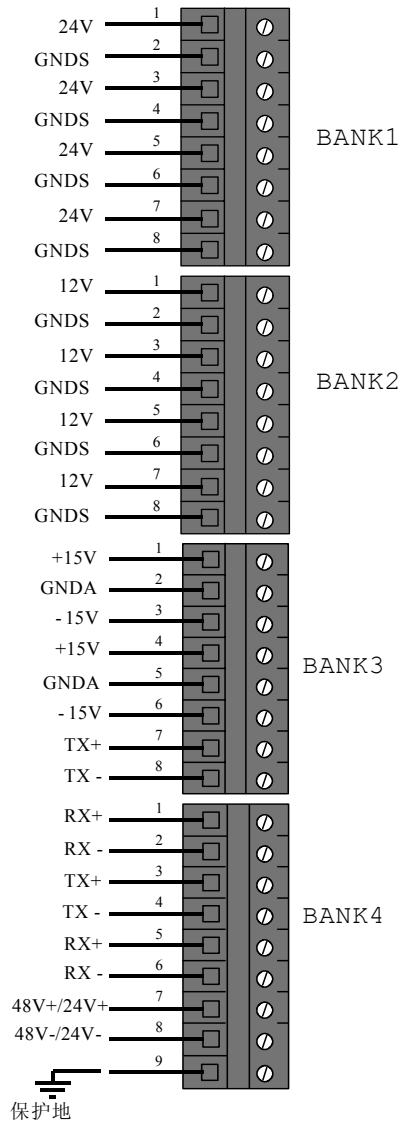 24V 1
GNDS 2
24V 3
GNDS 4
24V 5
GNDS 6
24V 7
GNDS 8
BANK1
12V 1
GNDS 2
12V 3
GNDS 4
12V 5
GNDS 6
12V 7
GNDS 8
BANK2
+15V 1
GNDA 2
-15V 3
+15V 4
GNDA 5
-15V 6
TX+ 7
TX - 8
BANK3
RX+ 1
RX - 2
TX+ 3
TX - 4
RX+ 5
RX - 6
48V+/24V+ 7
48V-/24V- 8
9
BANK4
保护地